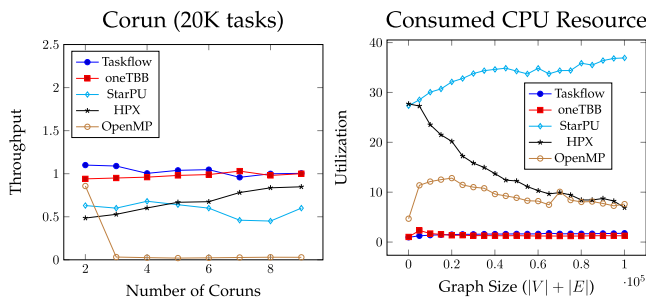 Corun (20K tasks)
2.5
2
1.5
1
0.5
0
2
4
6
8
Throughput
Number of Coruns
Taskflow
oneTBB
StarPU
HPX
OpenMP
Consumed CPU Resource
40
30
20
10
0
0
0.2
0.4
0.6
0.8
1
·10⁵
Utilization
Graph Size (|V| + |E|)
Taskflow
oneTBB
StarPU
HPX
OpenMP